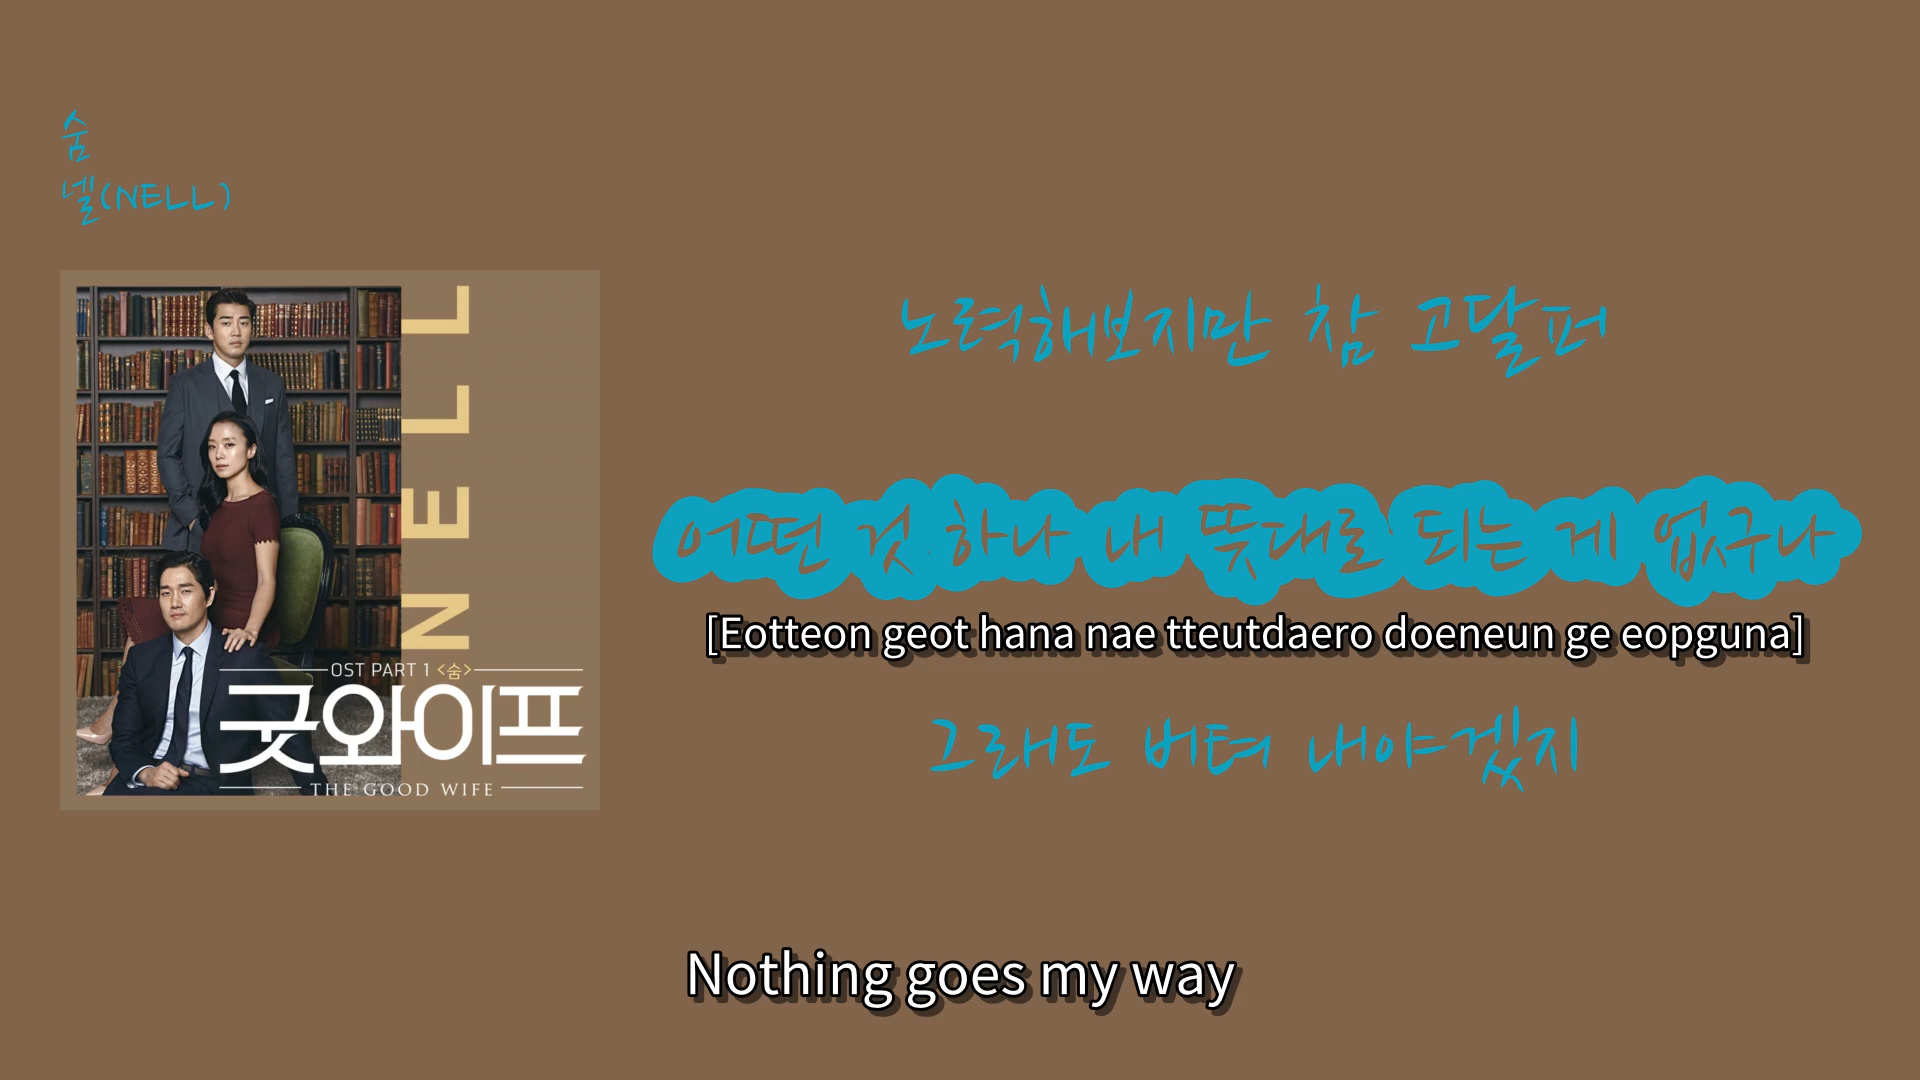 숨
넬(NELL)
NELL
OST PART 1 <숨>
굿와이프
THE GOOD WIFE
노력해보지만 참 고달퍼
어떤 것 하나 내 뜻대로 되는 게 없구나
[Eotteon geot hana nae tteutdaero doeneun ge eopguna]
그래도 버텨 내야겠지
Nothing goes my way